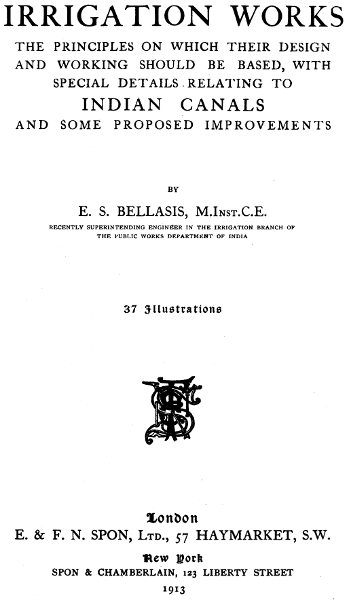 IRRIGATION WORKS
THE PRINCIPLES ON WHICH THEIR DESIGN
AND WORKING SHOULD BE BASED, WITH
SPECIAL DETAILS RELATING TO
INDIAN CANALS
AND SOME PROPOSED IMPROVEMENTS
BY
E. S. BELLASIS, M.INST.C.E.
RECENTLY SUPERINTENDING ENGINEER IN THE IRRIGATION BRANCH OF
THE PUBLIC WORKS DEPARTMENT OF INDIA
37 Illustrations
London
E. & F. N. SPON, LTD., 57 HAYMARKET, S.W.
New York
SPON & CHAMBERLAIN, 123 LIBERTY STREET
1913